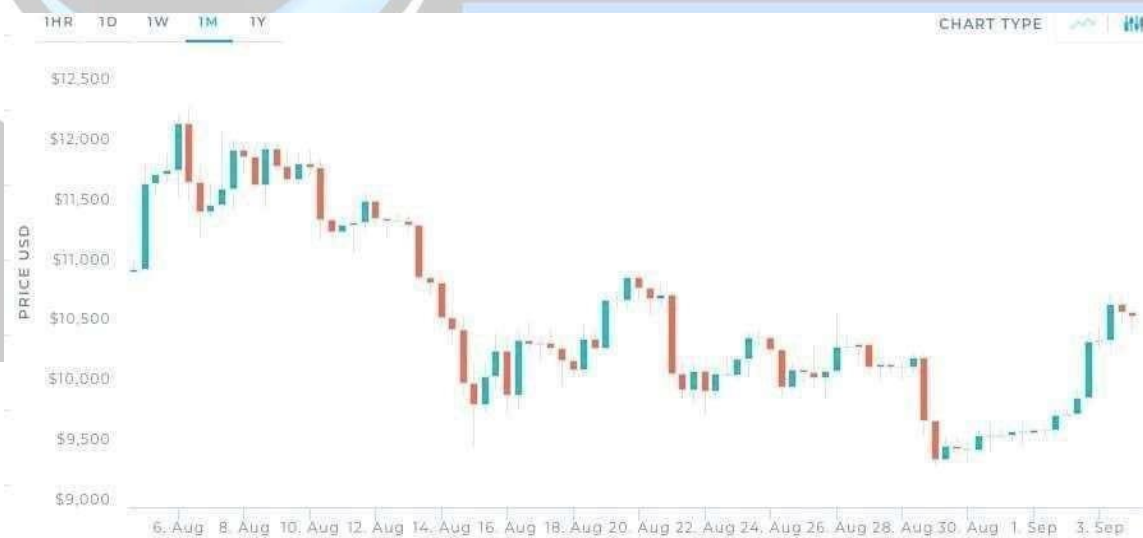 1HR 1D 1W 1M 1Y CHART TYPE
$12,500
$12,000
$11,500
$11,000
$10,500
$10,000
$9,500
$9,000
PRICE USD
6. Aug 8. Aug 10. Aug 12. Aug 14. Aug 16. Aug 18. Aug 20. Aug 22. Aug 24. Aug 26. Aug 28. Aug 30. Aug 1. Sep 3. Sep